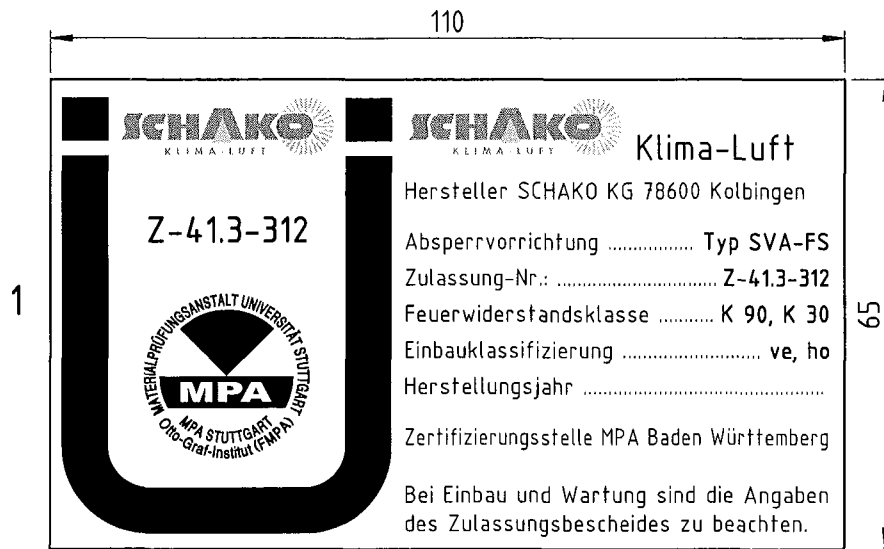 110
SCHAKO
KLIMA-LUFT
Z-41.3-312
MATERIALPRÜFUNGSANSTALT UNIVERSITÄT STUTTGART
MPA
MPA STUTTGART
Otto-Graf-Institut (FMPA)
SCHAKO
KLIMA-LUFT
Klima-Luft
Hersteller SCHAKO KG 78600 Kolbingen
Absperrvorrichtung ................. Typ SVA-FS
Zulassung-Nr.: ................................. Z-41.3-312
Feuerwiderstandsklasse ........... K 90, K 30
Einbauklassifizierung ............................ ve, ho
Herstellungsjahr .................................................
Zertifizierungsstelle MPA Baden Württemberg
Bei Einbau und Wartung sind die Angaben
des Zulassungsbescheides zu beachten.
1
65